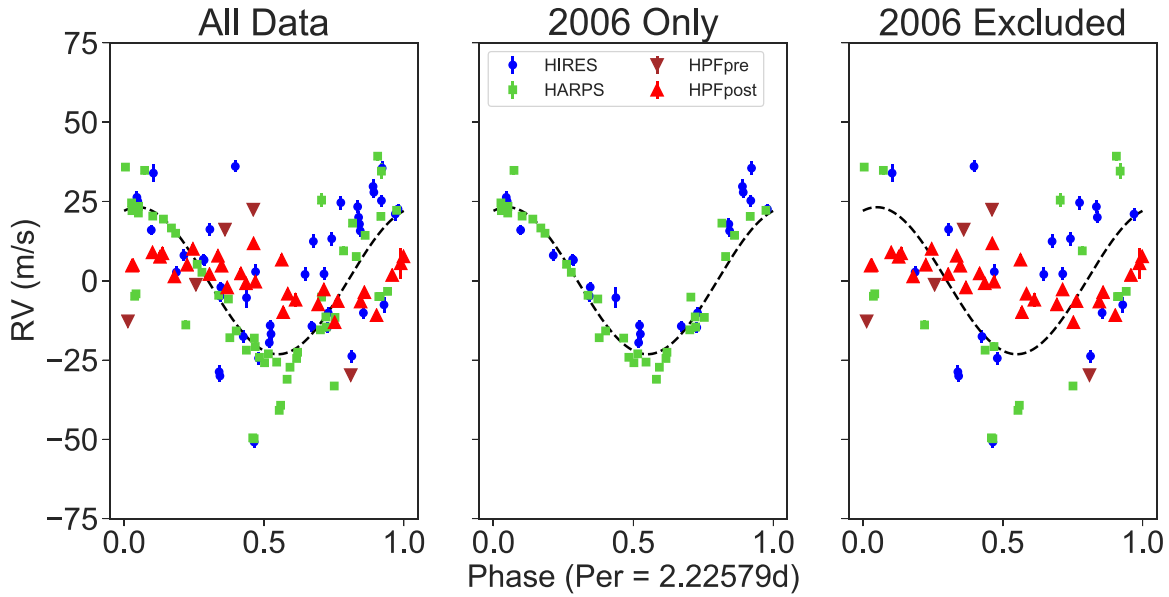 All Data
2006 Only
2006 Excluded
HIRES
HARPS
HPFpre
HPFpost
RV (m/s)
75
50
25
0
−25
−50
−75
0.0 0.5 1.0
0.0 0.5 1.0
0.0 0.5 1.0
Phase (Per = 2.22579d)